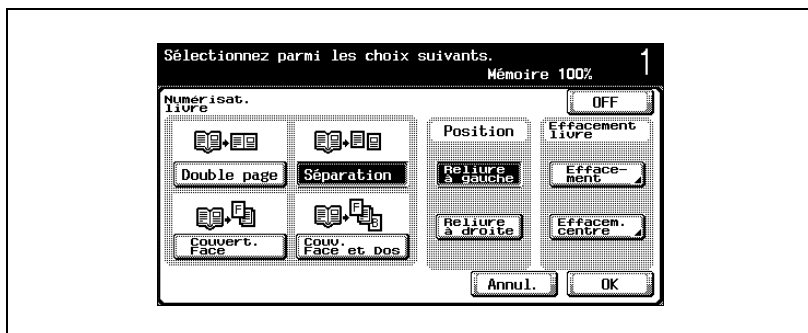 Sélectionnez parmi les choix suivants.
Mémoire 100%
1
Numérisat.
livre
OFF
Position
Effacement
livre
Double page
Séparation
Reliure
à gauche
Efface-
ment
F
F
B
Couvert.
Face
Couv.
Face et Dos
Reliure
à droite
Effacem.
centre
Annul.
OK